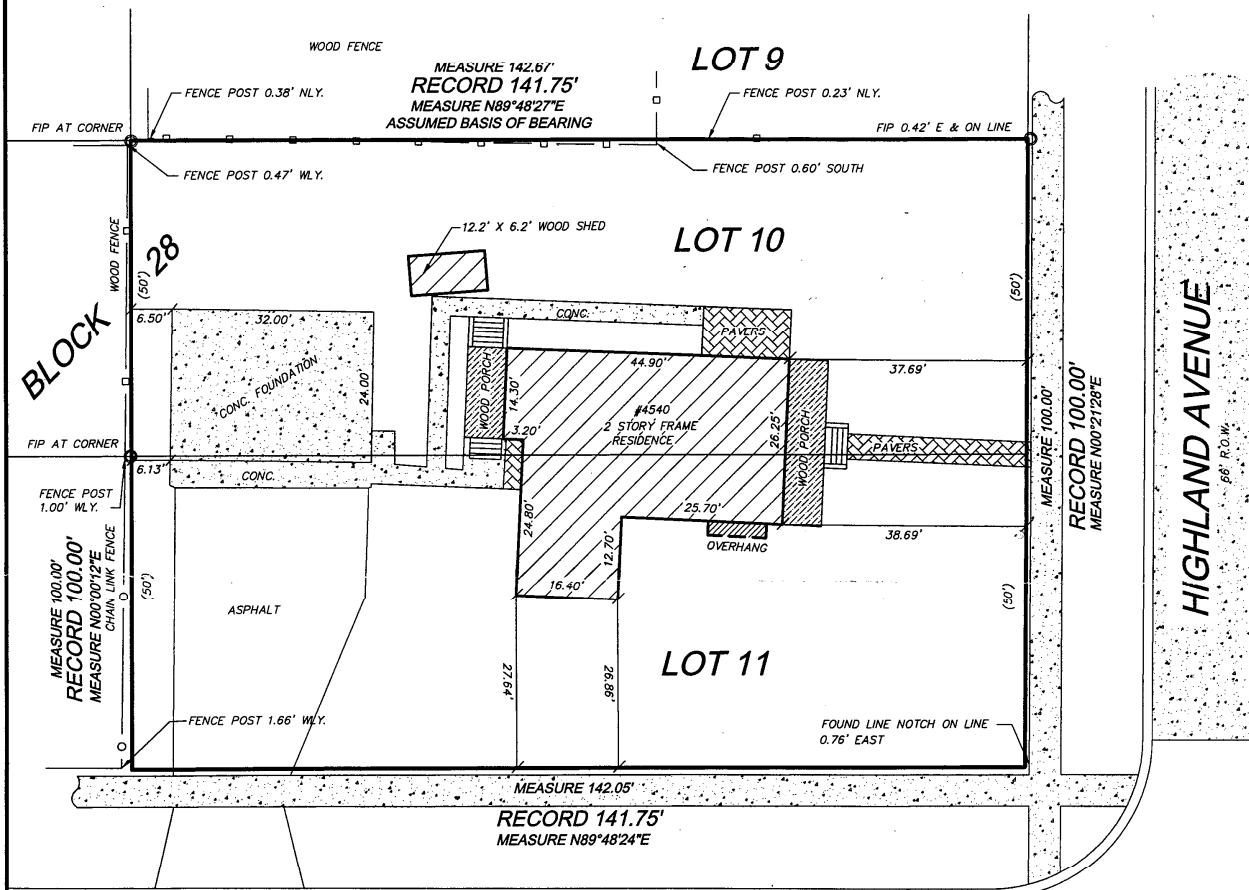 WOOD FENCE
MEASURE 142.67'
RECORD 141.75'
MEASURE N89°48'27"E
ASSUMED BASIS OF BEARING
LOT 9
FENCE POST 0.38' NLY.
FENCE POST 0.23' NLY.
FIP AT CORNER
FIP 0.42' E & ON LINE
FENCE POST 0.47' WLY.
FENCE POST 0.60' SOUTH
WOOD FENCE
BLOCK 28
(50')
12.2' X 6.2' WOOD SHED
LOT 10
(50')
6.50'
32.00'
CONC. FOUNDATION
24.00'
CONC.
PAVERS
WOOD PORCH
14.30'
44.90'
3.20'
#4540
2 STORY FRAME
RESIDENCE
26.25'
WOOD PORCH
37.69'
PAVERS
MEASURE 100.00'
RECORD 100.00'
MEASURE N00°21'28"E
HIGHLAND AVENUE
66' R.O.W.
FIP AT CORNER
6.13'
CONC.
FENCE POST
1.00' WLY.
24.80'
25.70'
12.70'
OVERHANG
38.69'
16.40'
MEASURE 100.00'
RECORD 100.00'
MEASURE N00°00'12"E
CHAIN LINK FENCE
(50')
ASPHALT
(50')
LOT 11
27.64'
26.86'
FENCE POST 1.66' WLY.
FOUND LINE NOTCH ON LINE
0.76' EAST
MEASURE 142.05'
RECORD 141.75'
MEASURE N89°48'24"E